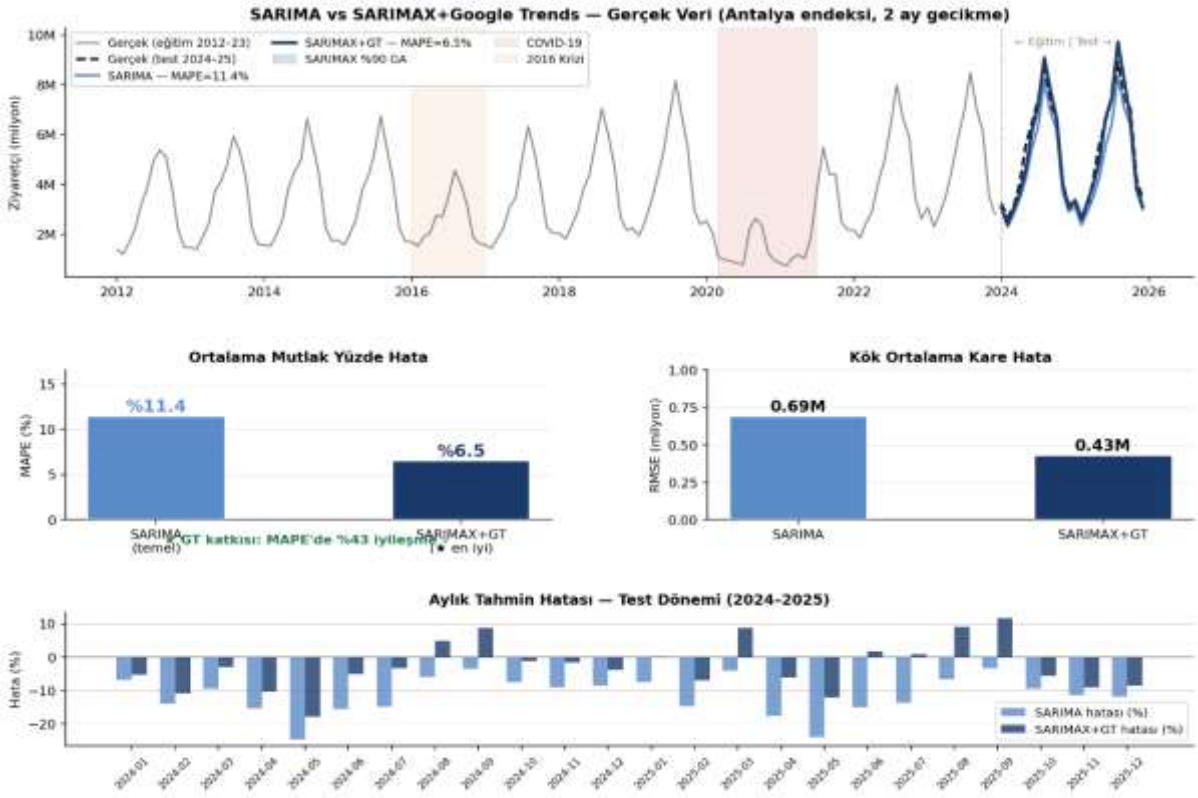 SARIMA vs SARIMAX+Google Trends — Gerçek Veri (Antalya endeksi, 2 ay gecikme)
Gerçek (eğitim 2012–23)
Gerçek (test 2024–25)
SARIMA — MAPE=11.4%
SARIMAX+GT — MAPE=6.5%
SARIMAX %90 GA
COVID-19
2016 Krizi
← Eğitim | Test →
Ziyaretçi (milyon)
10M
8M
6M
4M
2M
2012 2014 2016 2018 2020 2022 2024 2026
Ortalama Mutlak Yüzde Hata
MAPE (%)
15
10
5
0
%11.4
%6.5
SARIMA
(temel)
SARIMAX+GT
(★ en iyi)
GT katkısı: MAPE'de %43 iyileşme
Kök Ortalama Kare Hata
RMSE (milyon)
1.00
0.75
0.50
0.25
0.00
0.69M
0.43M
SARIMA
SARIMAX+GT
Aylık Tahmin Hatası — Test Dönemi (2024–2025)
Hata (%)
10
0
−10
−20
SARIMA hatası (%)
SARIMAX+GT hatası (%)
2024-01 2024-02 2024-03 2024-04 2024-05 2024-06 2024-07 2024-08 2024-09 2024-10 2024-11 2024-12 2025-01 2025-02 2025-03 2025-04 2025-05 2025-06 2025-07 2025-08 2025-09 2025-10 2025-11 2025-12